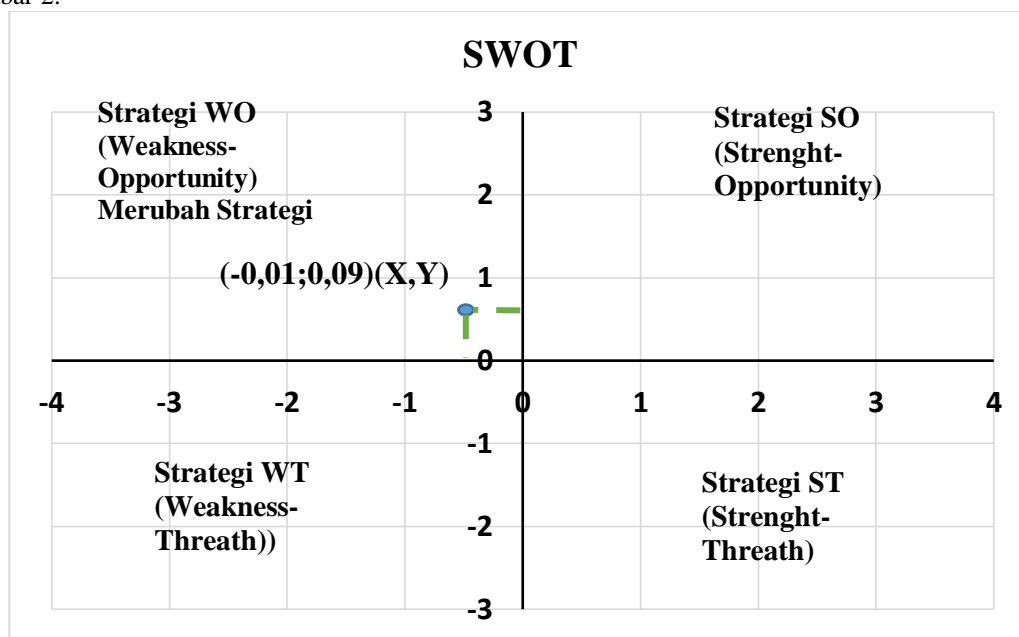 SWOT
Strategi WO
(Weakness-
Opportunity)
Merubah Strategi
Strategi SO
(Strenght-
Opportunity)
(-0,01;0,09)(X,Y)
3
2
1
0
-4 -3 -2 -1 0 1 2 3 4
-1
-2
-3
Strategi WT
(Weakness-
Threath))
Strategi ST
(Strenght-
Threath)